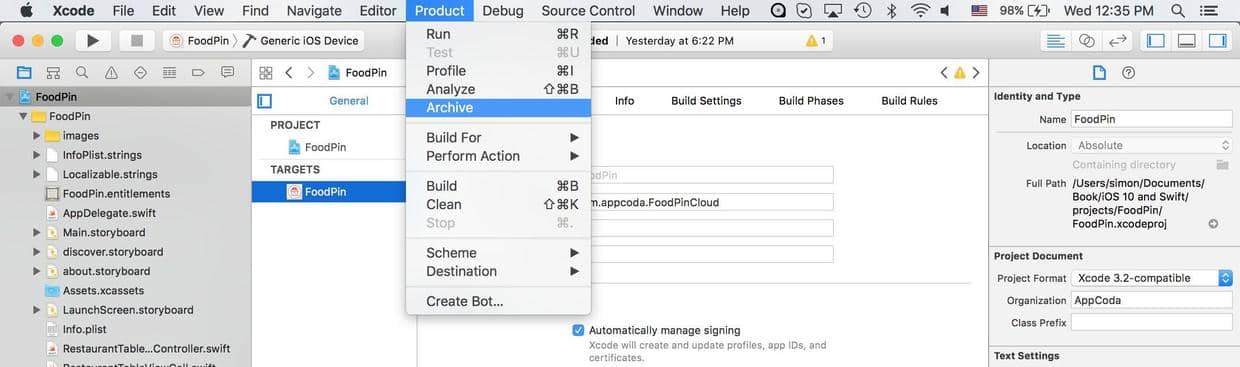 Xcode File Edit View Find Navigate Editor Product Debug Source Control Window Help 98% Wed 12:35 PM
FoodPin Generic iOS Device
ded | Yesterday at 6:22 PM 1
FoodPin
FoodPin
FoodPin
images
InfoPlist.strings
Localizable.strings
FoodPin.entitlements
AppDelegate.swift
Main.storyboard
discover.storyboard
about.storyboard
Assets.xcassets
LaunchScreen.storyboard
Info.plist
RestaurantTable...Controller.swift
General Info Build Settings Build Phases Build Rules
PROJECT
FoodPin
TARGETS
FoodPin
Run ⌘R
Test ⌘U
Profile ⌘I
Analyze ⇧⌘B
Archive
Build For ▶
Perform Action ▶
Build ⌘B
Clean ⇧⌘K
Stop ⌘.
Scheme ▶
Destination ▶
Create Bot...
odPin
m.appcoda.FoodPinCloud
Automatically manage signing
Xcode will create and update profiles, app IDs, and
certificates.
Identity and Type
Name FoodPin
Location Absolute
Containing directory
Full Path /Users/simon/Documents/
Book/iOS 10 and Swift/
projects/FoodPin/
FoodPin.xcodeproj
Project Document
Project Format Xcode 3.2-compatible
Organization AppCoda
Class Prefix
Text Settings